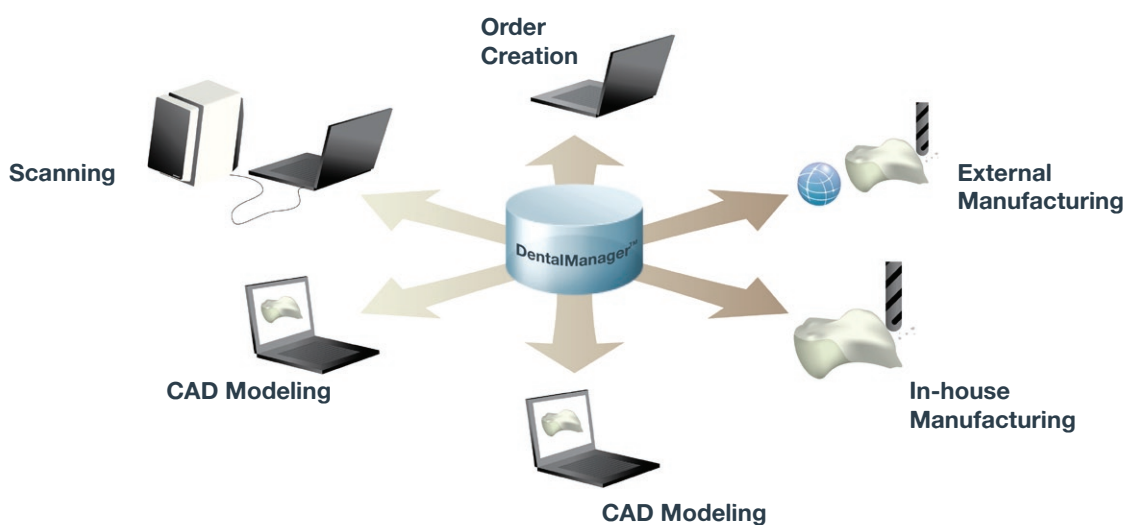 Order
Creation
Scanning
External
Manufacturing
DentalManager™
CAD Modeling
In-house
Manufacturing
CAD Modeling